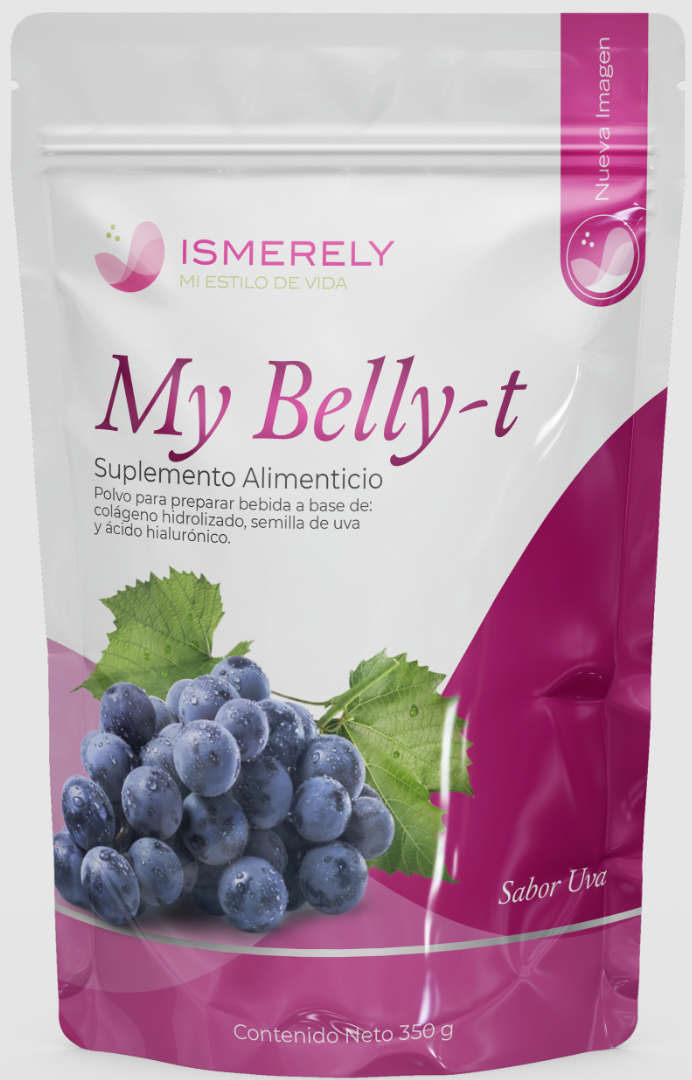 Nueva Imagen
ISMERELY
MI ESTILO DE VIDA
My Belly-t
Suplemento Alimenticio
Polvo para preparar bebida a base de:
colágeno hidrolizado, semilla de uva
y ácido hialurónico.
Sabor Uva
Contenido Neto 350 g